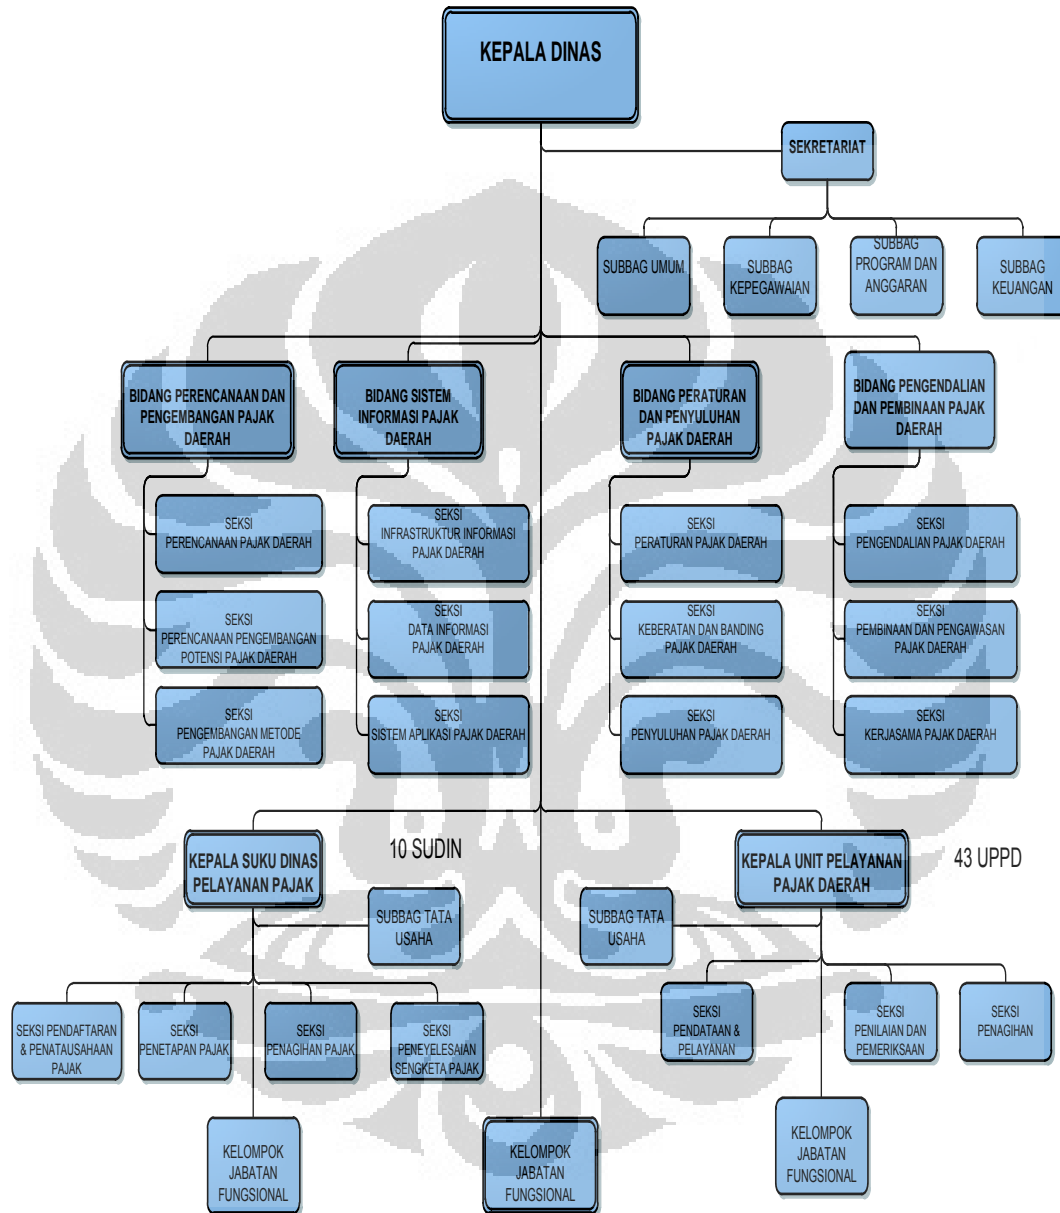 KEPALA DINAS
SEKRETARIAT
SUBBAG UMUM
SUBBAG
KEPEGAWAIAN
SUBBAG
PROGRAM DAN
ANGGARAN
SUBBAG
KEUANGAN
BIDANG PERENCANAAN DAN
PENGEMBANGAN PAJAK
DAERAH
BIDANG SISTEM
INFORMASI PAJAK
DAERAH
BIDANG PERATURAN
DAN PENYULUHAN
PAJAK DAERAH
BIDANG PENGENDALIAN
DAN PEMBINAAN PAJAK
DAERAH
SEKSI
PERENCANAAN PAJAK DAERAH
SEKSI
INFRASTRUKTUR INFORMASI
PAJAK DAERAH
SEKSI
PERATURAN PAJAK DAERAH
SEKSI
PENGENDALIAN PAJAK DAERAH
SEKSI
PERENCANAAN PENGEMBANGAN
POTENSI PAJAK DAERAH
SEKSI
DATA INFORMASI
PAJAK DAERAH
SEKSI
KEBERATAN DAN BANDING
PAJAK DAERAH
SEKSI
PEMBINAAN DAN PENGAWASAN
PAJAK DAERAH
SEKSI
PENGEMBANGAN METODE
PAJAK DAERAH
SEKSI
SISTEM APLIKASI PAJAK DAERAH
SEKSI
PENYULUHAN PAJAK DAERAH
SEKSI
KERJASAMA PAJAK DAERAH
KEPALA SUKU DINAS
PELAYANAN PAJAK
10 SUDIN
KEPALA UNIT PELAYANAN
PAJAK DAERAH
43 UPPD
SUBBAG TATA
USAHA
SUBBAG TATA
USAHA
SEKSI PENDAFTARAN
& PENATAUSAHAAN
PAJAK
SEKSI
PENETAPAN PAJAK
SEKSI
PENAGIHAN PAJAK
SEKSI
PENEYELESAIAN
SENGKETA PAJAK
SEKSI
PENDATAAN &
PELAYANAN
SEKSI
PENILAIAN DAN
PEMERIKSAAN
SEKSI
PENAGIHAN
KELOMPOK
JABATAN
FUNGSIONAL
KELOMPOK
JABATAN
FUNGSIONAL
KELOMPOK
JABATAN
FUNGSIONAL